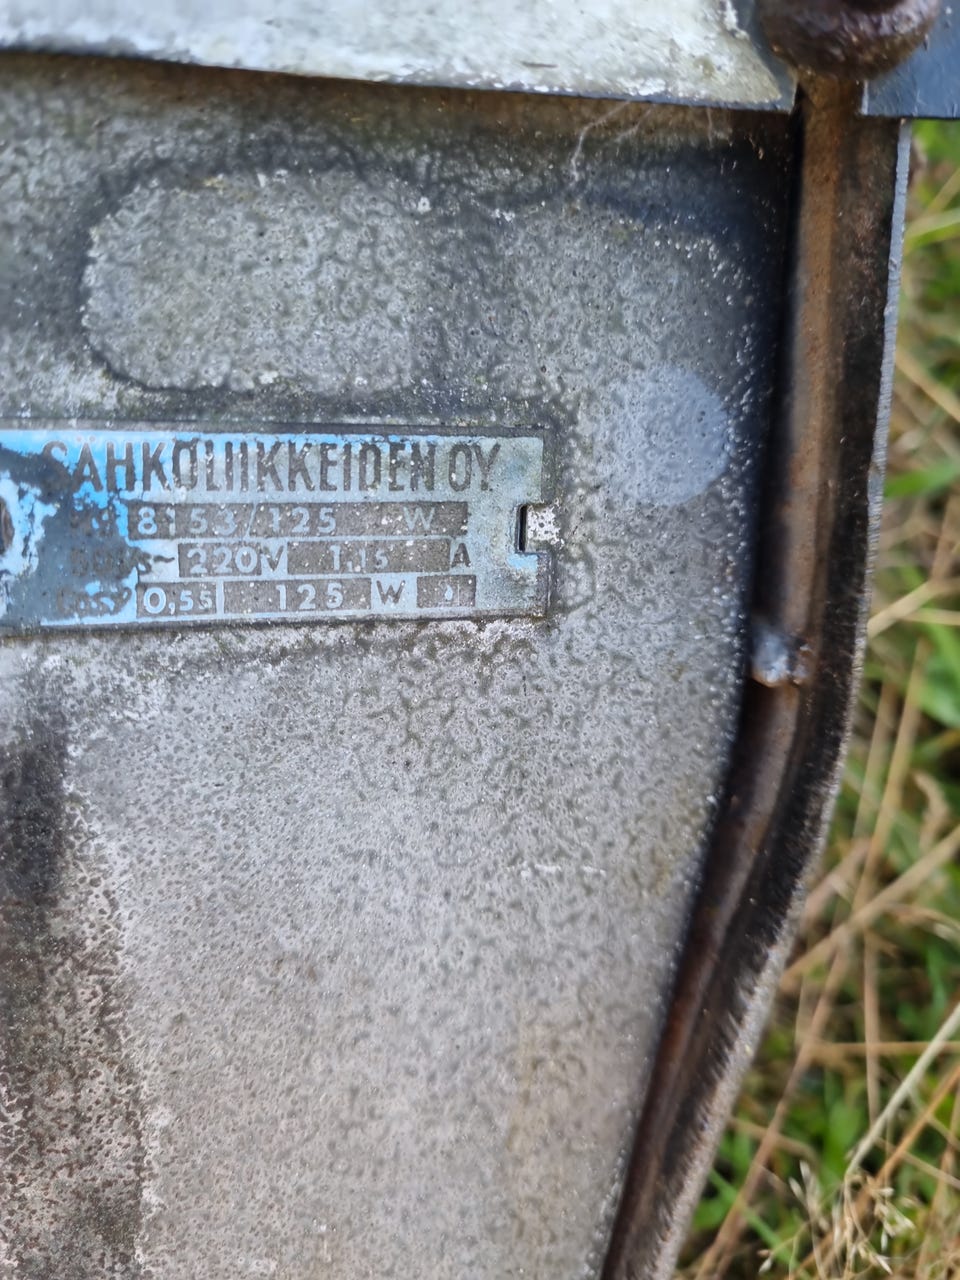 SÄHKÖLIIKKEIDEN OY
8153/125 W
220V 1,15 A
0,55 125 W